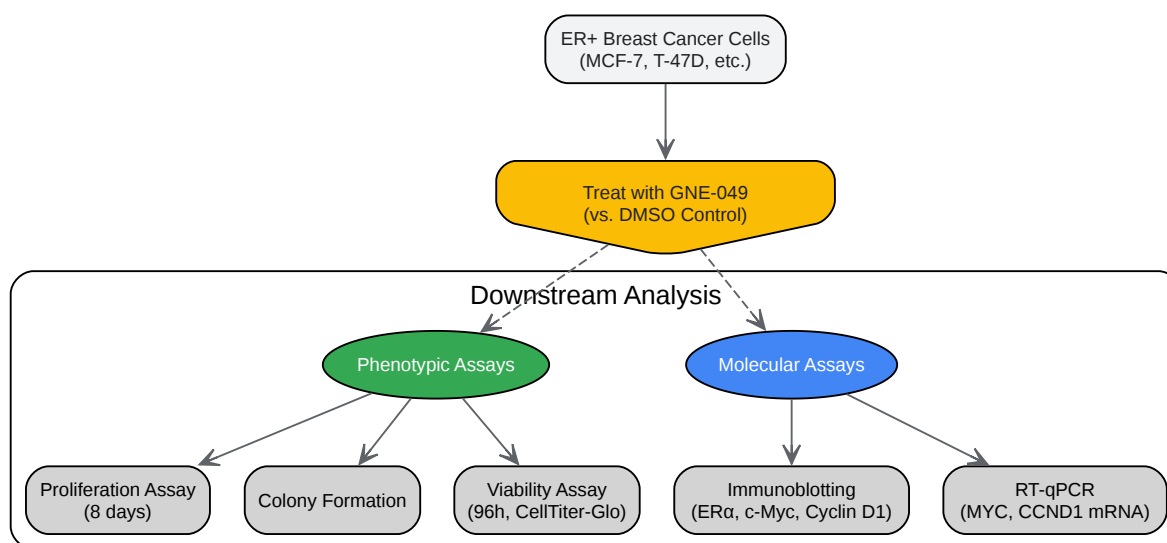 ER+ Breast Cancer Cells
(MCF-7, T-47D, etc.)
Treat with GNE-049
(vs. DMSO Control)
Downstream Analysis
Phenotypic Assays
Molecular Assays
Proliferation Assay
(8 days)
Colony Formation
Viability Assay
(96h, CellTiter-Glo)
Immunoblotting
(ERα, c-Myc, Cyclin D1)
RT-qPCR
(MYC, CCND1 mRNA)